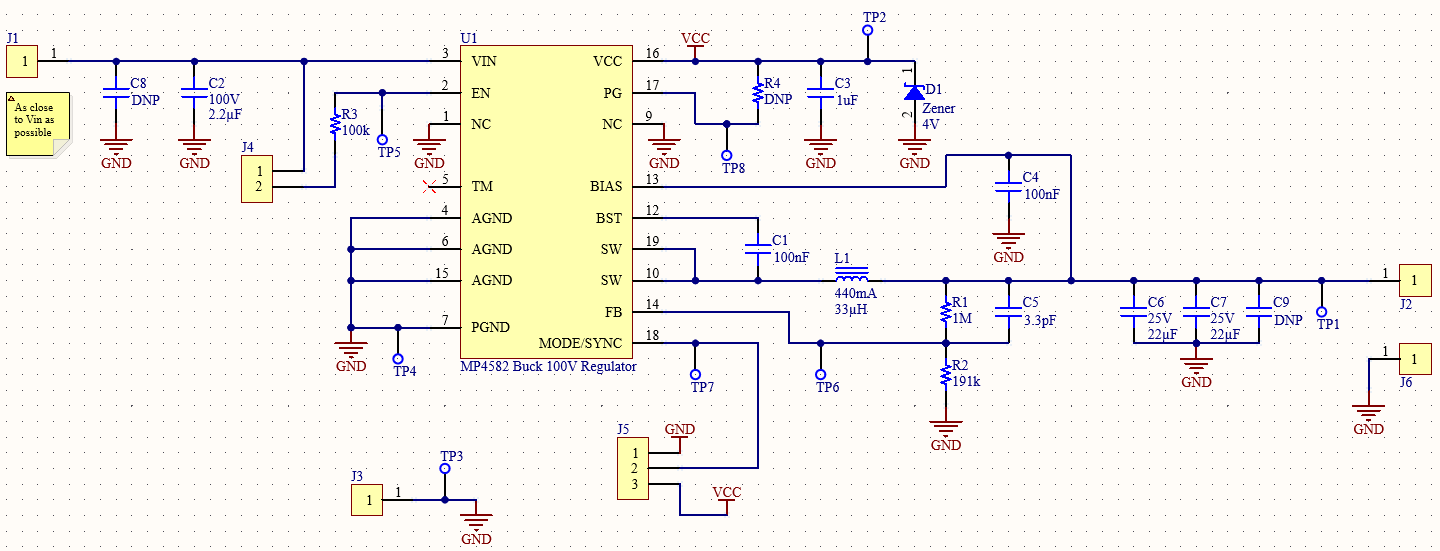 J1
1
1
As close
to Vin as
possible
C8
DNP
GND
C2
100V
2.2µF
GND
J4
1
2
R3
100k
TP5
U1
3
VIN
2
EN
1
NC
GND
5
TM
4
AGND
6
AGND
15
AGND
7
PGND
GND
TP4
16
VCC
17
PG
9
NC
GND
13
BIAS
12
BST
19
SW
10
SW
14
FB
18
MODE/SYNC
MP4582 Buck 100V Regulator
VCC
TP2
R4
DNP
TP8
C3
1uF
GND
1
2
D1
Zener
4V
GND
C4
100nF
GND
C1
100nF
L1
440mA
33µH
R1
1M
C5
3.3pF
R2
191k
GND
TP7
TP6
C6
25V
22µF
C7
25V
22µF
GND
C9
DNP
TP1
1
1
J2
1
1
J6
GND
J5
1
2
3
GND
VCC
J3
1
1
TP3
GND